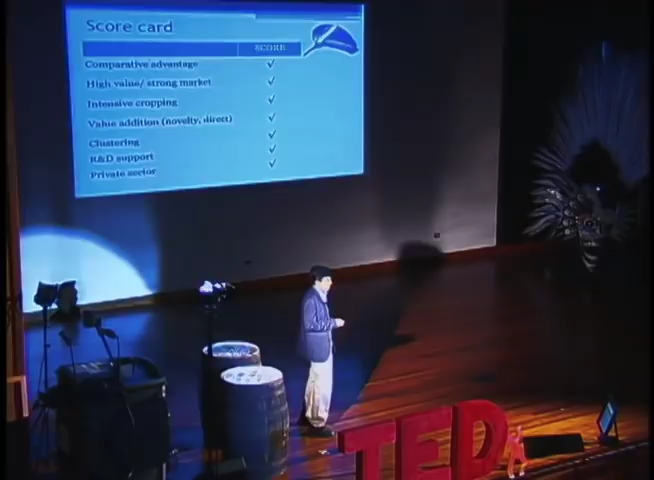 Score card
SCORE
Comparative advantage
High value/ strong market
Intensive cropping
Value addition (novelty, direct)
Clustering
R&D support
Private sector
TED